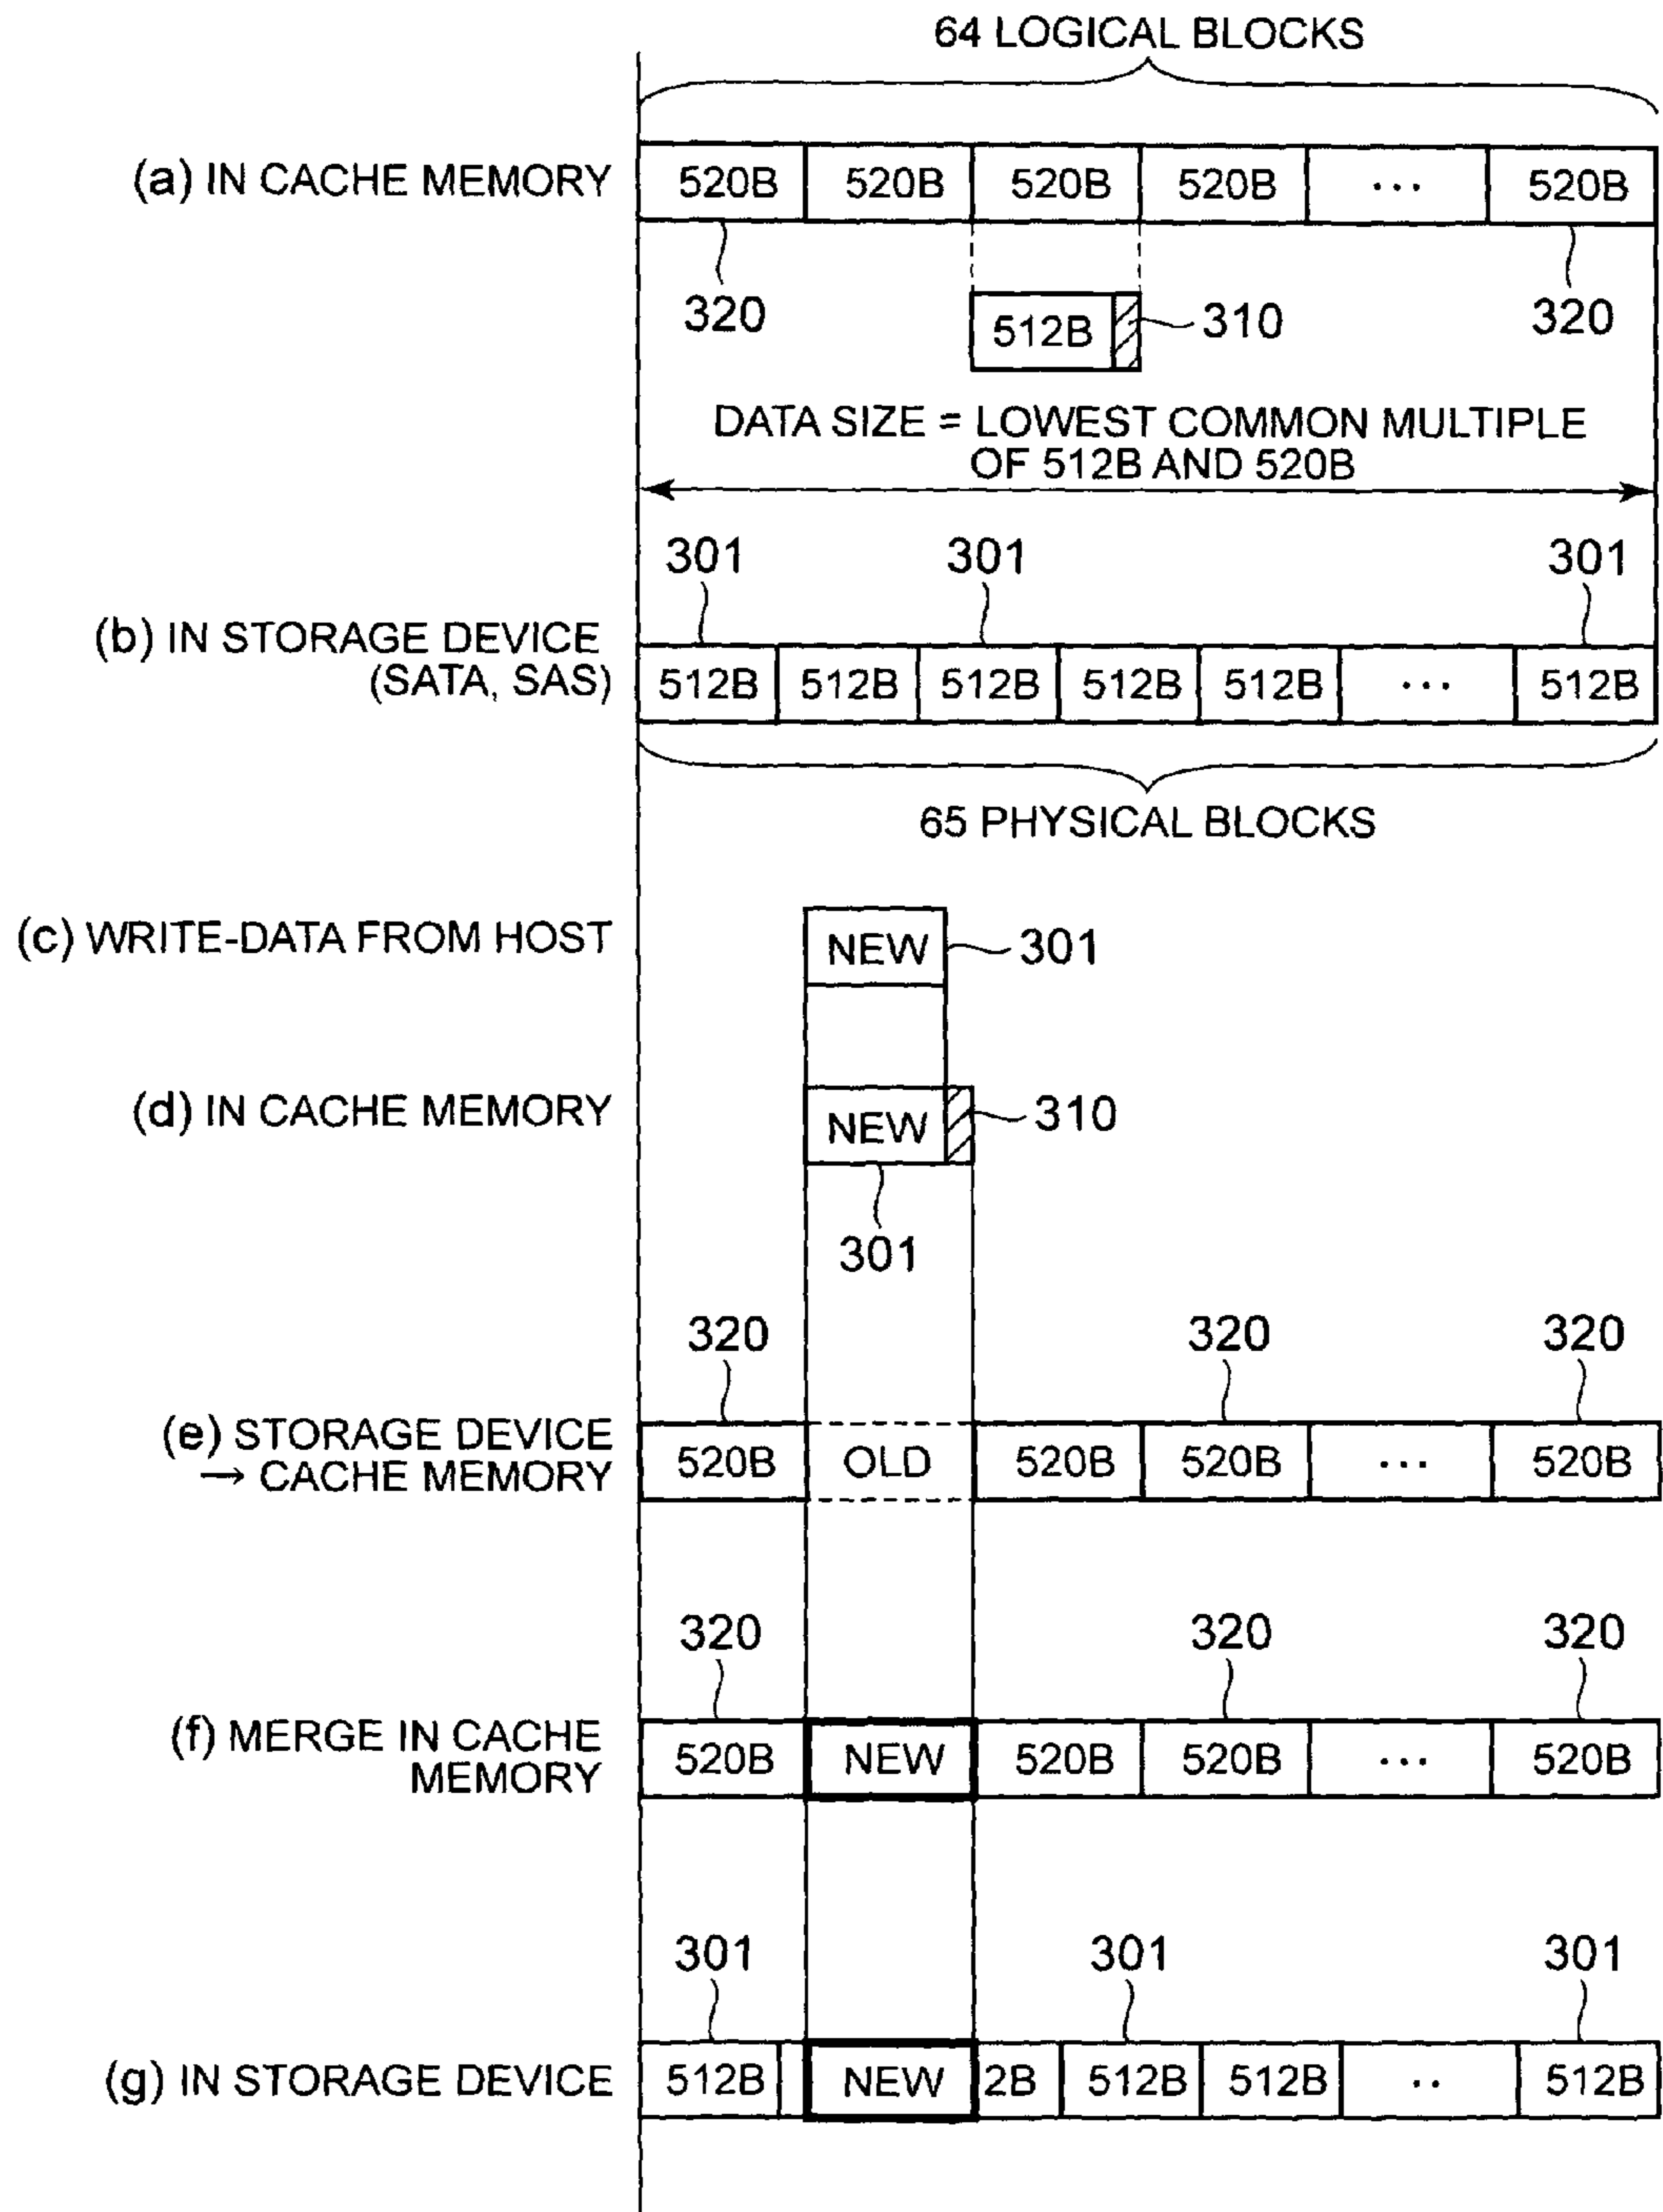 64 LOGICAL BLOCKS
(a) IN CACHE MEMORY
520B 520B 520B 520B ··· 520B
320 320
512B 310
DATA SIZE = LOWEST COMMON MULTIPLE
OF 512B AND 520B
301 301 301
(b) IN STORAGE DEVICE
(SATA, SAS)
512B 512B 512B 512B 512B ··· 512B
65 PHYSICAL BLOCKS
(c) WRITE-DATA FROM HOST
NEW 301
(d) IN CACHE MEMORY
NEW 310
301
320 320 320
(e) STORAGE DEVICE
→ CACHE MEMORY
520B OLD 520B 520B ··· 520B
320 320 320
(f) MERGE IN CACHE
MEMORY
520B NEW 520B 520B ··· 520B
301 301 301
(g) IN STORAGE DEVICE
512B NEW 2B 512B 512B ·· 512B